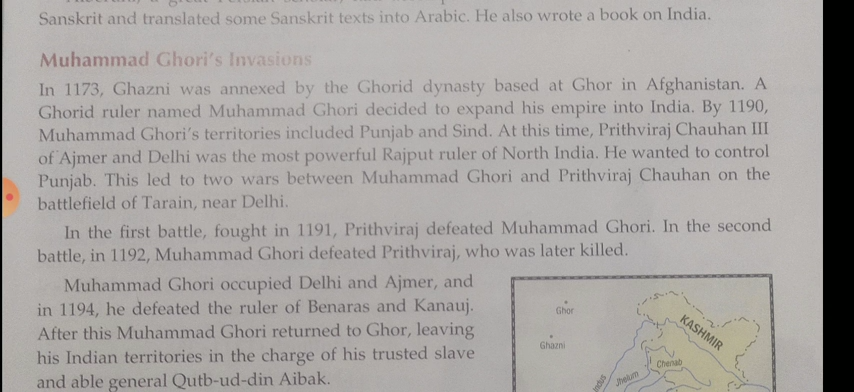 Sanskrit and translated some Sanskrit texts into Arabic. He also wrote a book on India.
Muhammad Ghori's Invasions
In 1173, Ghazni was annexed by the Ghorid dynasty based at Ghor in Afghanistan. A
Ghorid ruler named Muhammad Ghori decided to expand his empire into India. By 1190,
Muhammad Ghori's territories included Punjab and Sind. At this time, Prithviraj Chauhan III
of Ajmer and Delhi was the most powerful Rajput ruler of North India. He wanted to control
Punjab. This led to two wars between Muhammad Ghori and Prithviraj Chauhan on the
battlefield of Tarain, near Delhi.
In the first battle, fought in 1191, Prithviraj defeated Muhammad Ghori. In the second
battle, in 1192, Muhammad Ghori defeated Prithviraj, who was later killed.
Muhammad Ghori occupied Delhi and Ajmer, and
in 1194, he defeated the ruler of Benaras and Kanauj.
After this Muhammad Ghori returned to Ghor, leaving
his Indian territories in the charge of his trusted slave
and able general Qutb-ud-din Aibak.
Ghor
KASHMIR
Ghazni
Chenab
Jhelum
Indus